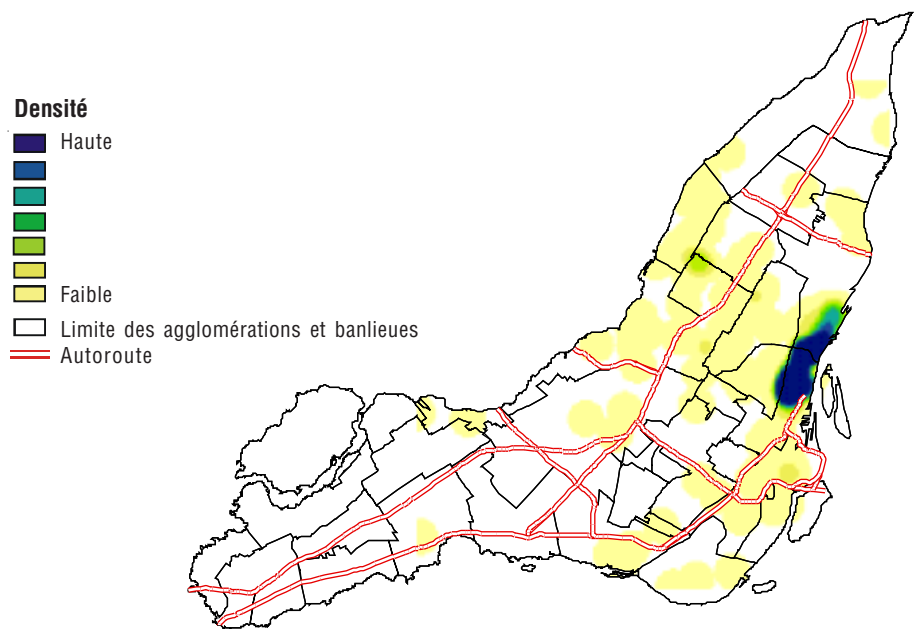 Densité
Haute
Faible
Limite des agglomérations et banlieues
Autoroute